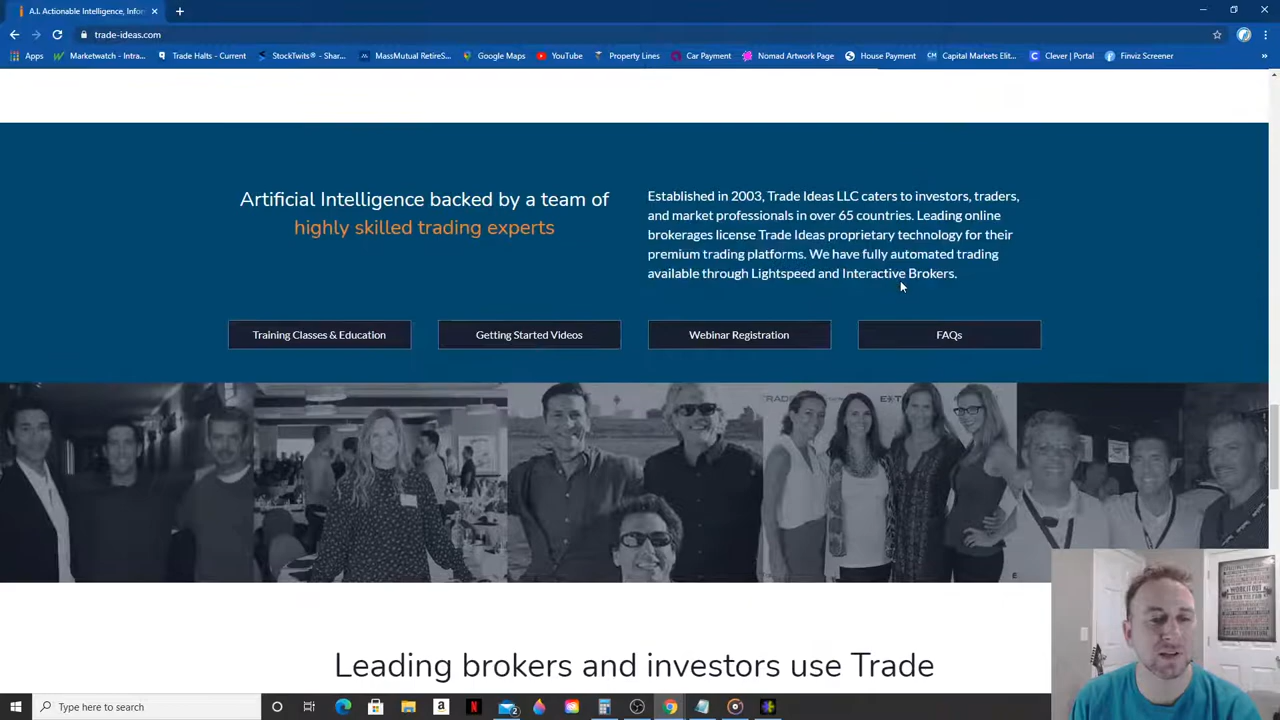 A.I. Actionable Intelligence, Infor
trade-ideas.com
Apps
Marketwatch - Intra...
Trade Halts - Current
StockTwits® - Shar...
MassMutual RetireS...
Google Maps
YouTube
Property Lines
Car Payment
Nomad Artwork Page
House Payment
Capital Markets Elit...
Clever | Portal
Finviz Screener
Artificial Intelligence backed by a team of
highly skilled trading experts
Established in 2003, Trade Ideas LLC caters to investors, traders,
and market professionals in over 65 countries. Leading online
brokerages license Trade Ideas proprietary technology for their
premium trading platforms. We have fully automated trading
available through Lightspeed and Interactive Brokers.
Training Classes & Education
Getting Started Videos
Webinar Registration
FAQs
Leading brokers and investors use Trade
Type here to search